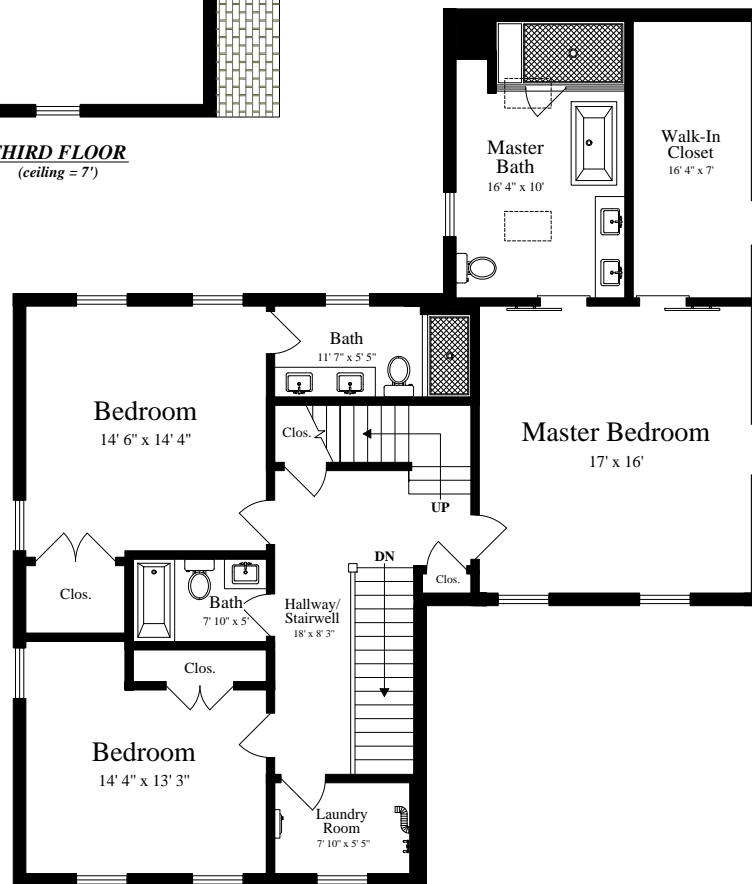 HIRD FLOOR
(ceiling = 7')
Master
Bath
16' 4" x 10'
Walk-In
Closet
16' 4" x 7'
Bath
11' 7" x 5' 5"
Bedroom
14' 6" x 14' 4"
Clos.
Master Bedroom
17' x 16'
UP
DN
Clos.
Clos.
Bath
7' 10" x 5'
Hallway/
Stairwell
18' x 8' 3"
Clos.
Bedroom
14' 4" x 13' 3"
Laundry
Room
7' 10" x 5' 5"